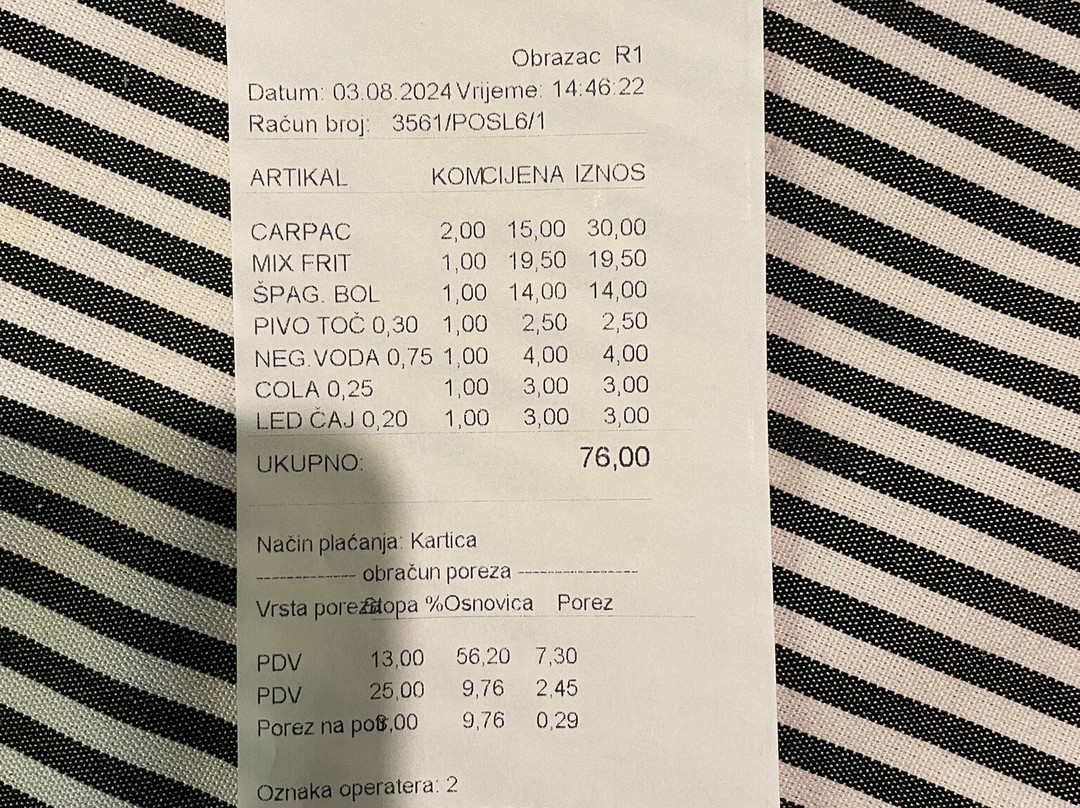 Obrazac R1
Datum: 03.08.2024 Vrijeme: 14:46:22
Račun broj: 3561/POSL6/1
ARTIKAL KOM CIJENA IZNOS
CARPAC 2,00 15,00 30,00
MIX FRIT 1,00 19,50 19,50
ŠPAG. BOL 1,00 14,00 14,00
PIVO TOČ 0,30 1,00 2,50 2,50
NEG.VODA 0,75 1,00 4,00 4,00
COLA 0,25 1,00 3,00 3,00
LED ČAJ 0,20 1,00 3,00 3,00
UKUPNO: 76,00
Način plaćanja: Kartica
------------ obračun poreza ----------------
Vrsta poreza Stopa % Osnovica Porez
PDV 13,00 56,20 7,30
PDV 25,00 9,76 2,45
Porez na 9,76 0,29
Oznaka operatera: 2